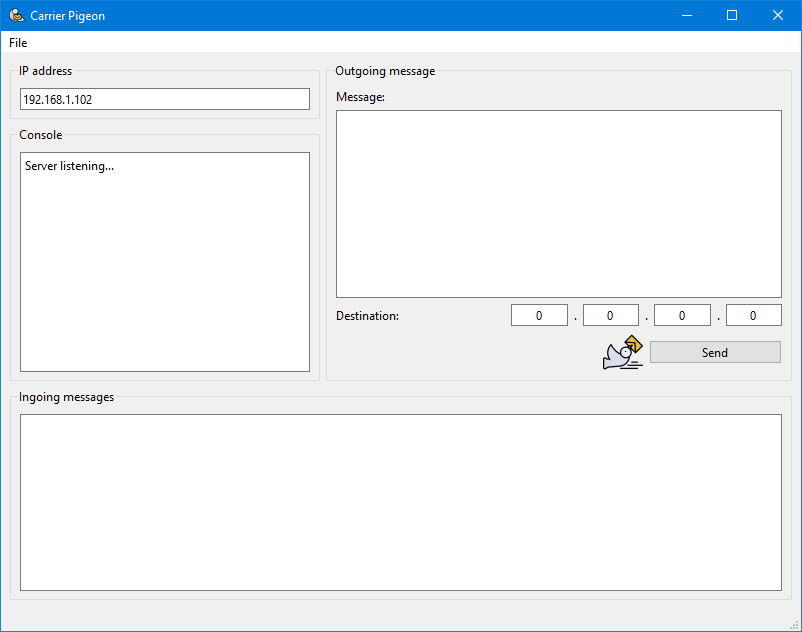 Carrier Pigeon
File
IP address
192.168.1.102
Console
Server listening...
Outgoing message
Message:
Destination: 0 . 0 . 0 . 0
Send
Ingoing messages